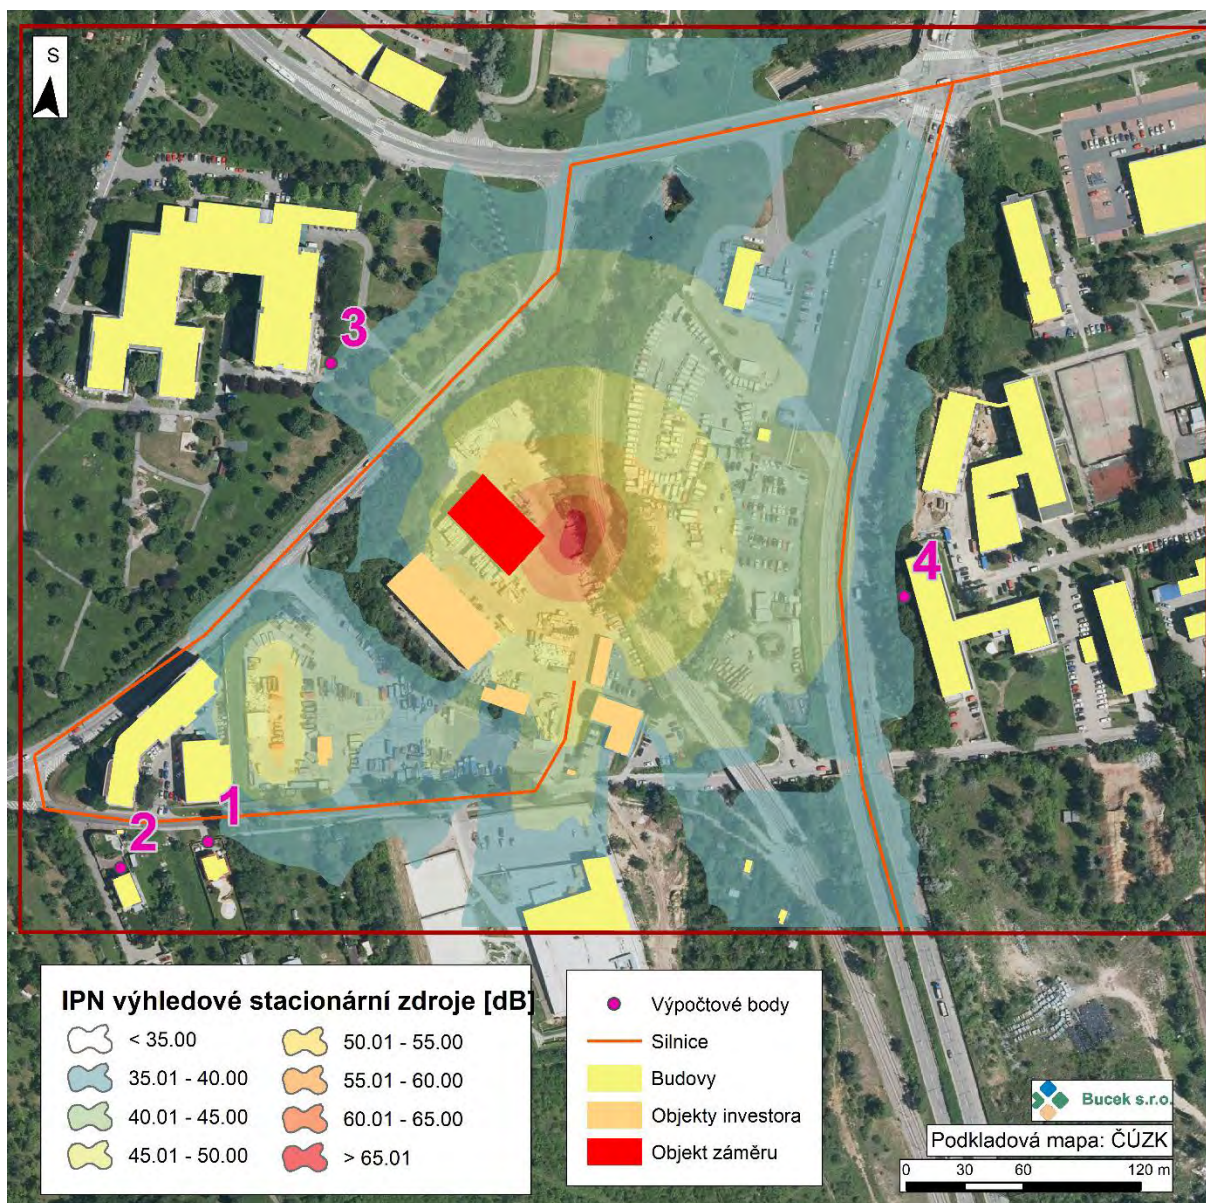 S
3
4
1
2
IPN výhledové stacionární zdroje [dB]
< 35.00
35.01 - 40.00
40.01 - 45.00
45.01 - 50.00
50.01 - 55.00
55.01 - 60.00
60.01 - 65.00
> 65.01
Výpočtové body
Silnice
Budovy
Objekty investora
Objekt záměru
Bucek s.r.o.
Podkladová mapa: ČÚZK
0 30 60 120 m